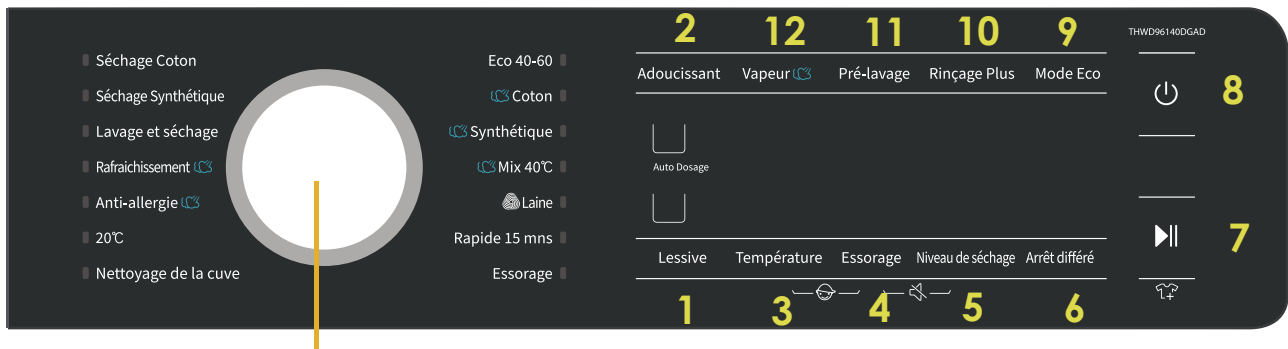 2 12 11 10 9 THWD96140DGAD
Séchage Coton
Séchage Synthétique
Lavage et séchage
Rafraichissement
Anti-allergie
20℃
Nettoyage de la cuve
Eco 40-60
Coton
Synthétique
Mix 40℃
Laine
Rapide 15 mns
Essorage
Adoucissant Vapeur Pré-lavage Rinçage Plus Mode Eco
8
Auto Dosage
7
Lessive Température Essorage Niveau de séchage Arrêt différé
1 3 4 5 6